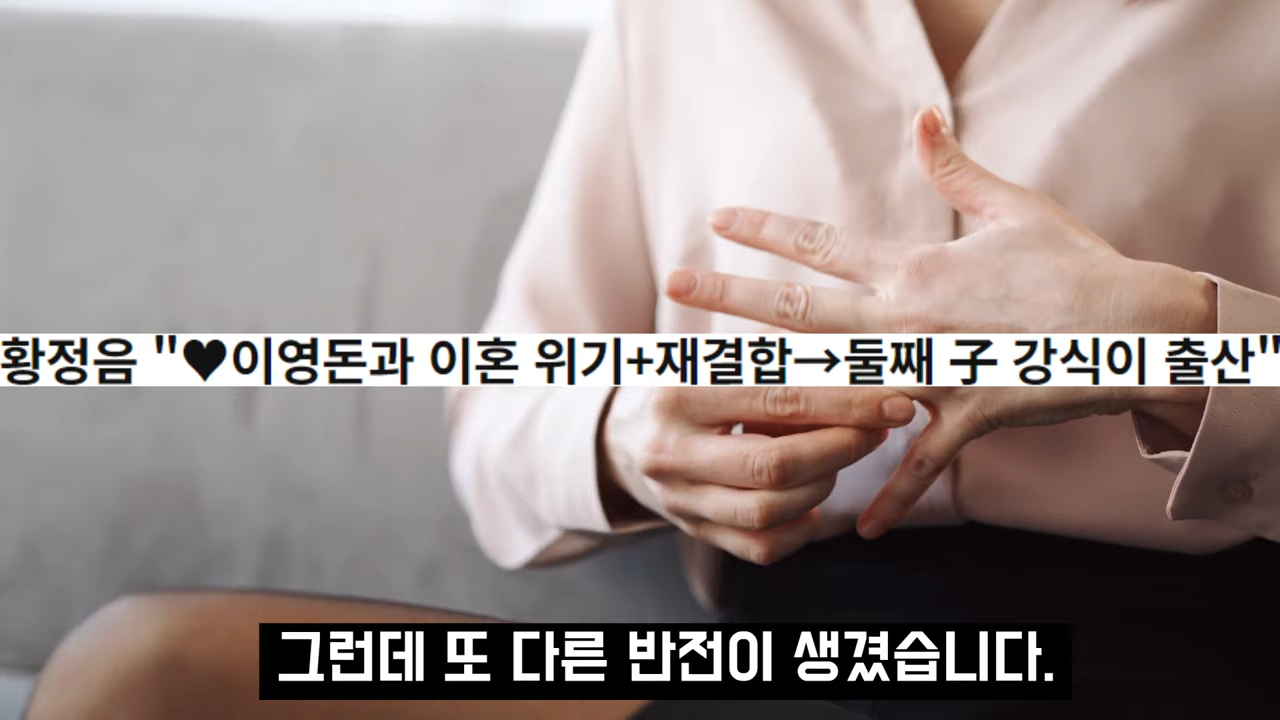 황정음 "♥이영돈과 이혼 위기+재결합→둘째 子 강식이 출산"
그런데 또 다른 반전이 생겼습니다.